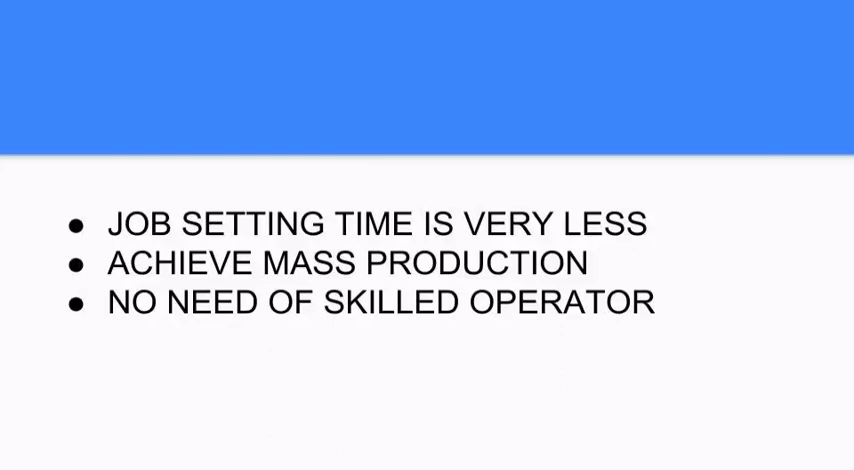 ● JOB SETTING TIME IS VERY LESS
● ACHIEVE MASS PRODUCTION
● NO NEED OF SKILLED OPERATOR